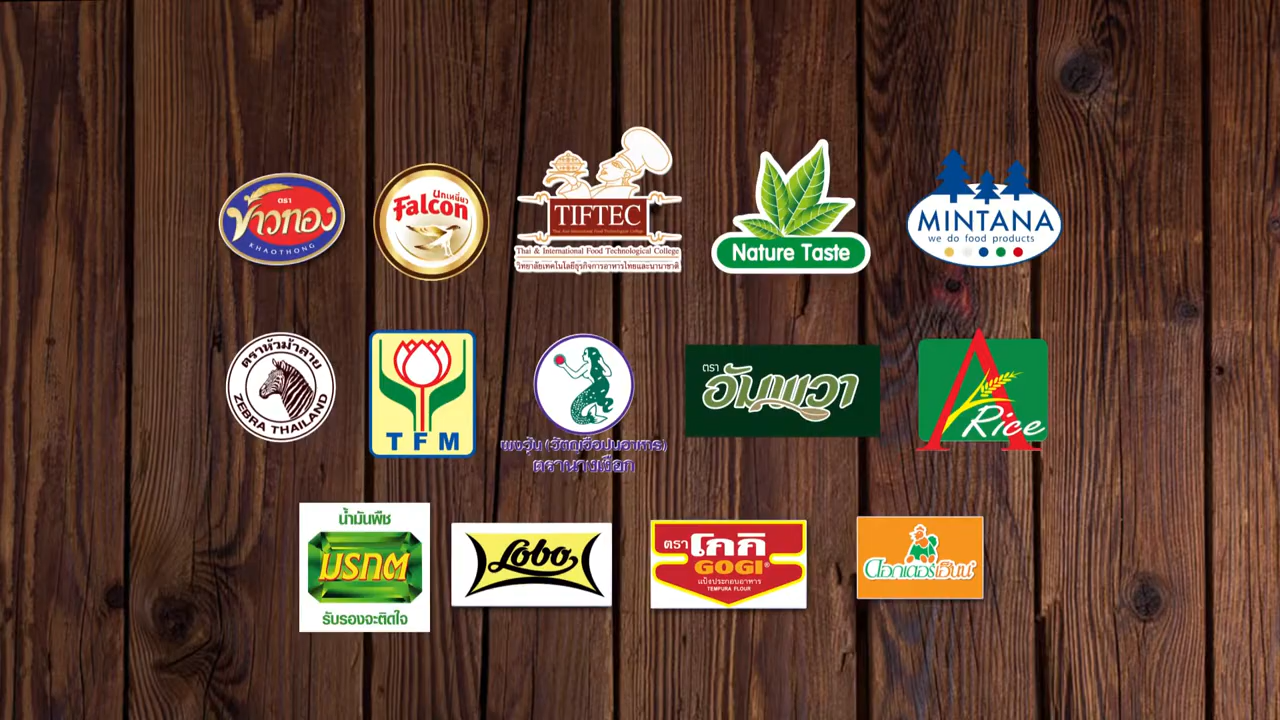 ตรา
ข้าวทอง
KHAOTHONG
นกเหยี่ยว
Falcon
TIFTEC
Thai & International Food Technological College
วิทยาลัยเทคโนโลยีธุรกิจการอาหารไทยและนานาชาติ
Nature Taste
MINTANA
we do food products
ตราหัวม้าลาย
ZEBRA THAILAND
TFM
ตรานางเงือก
ตรา
อัมพวา
A Rice
น้ำมันพืช
มรกต
รับรองจะติดใจ
Lobo
ตรา โกกิ
GOGI®
แป้งประกอบอาหาร
TEMPURA FLOUR
ดอกเตอร์เฮ็นน์